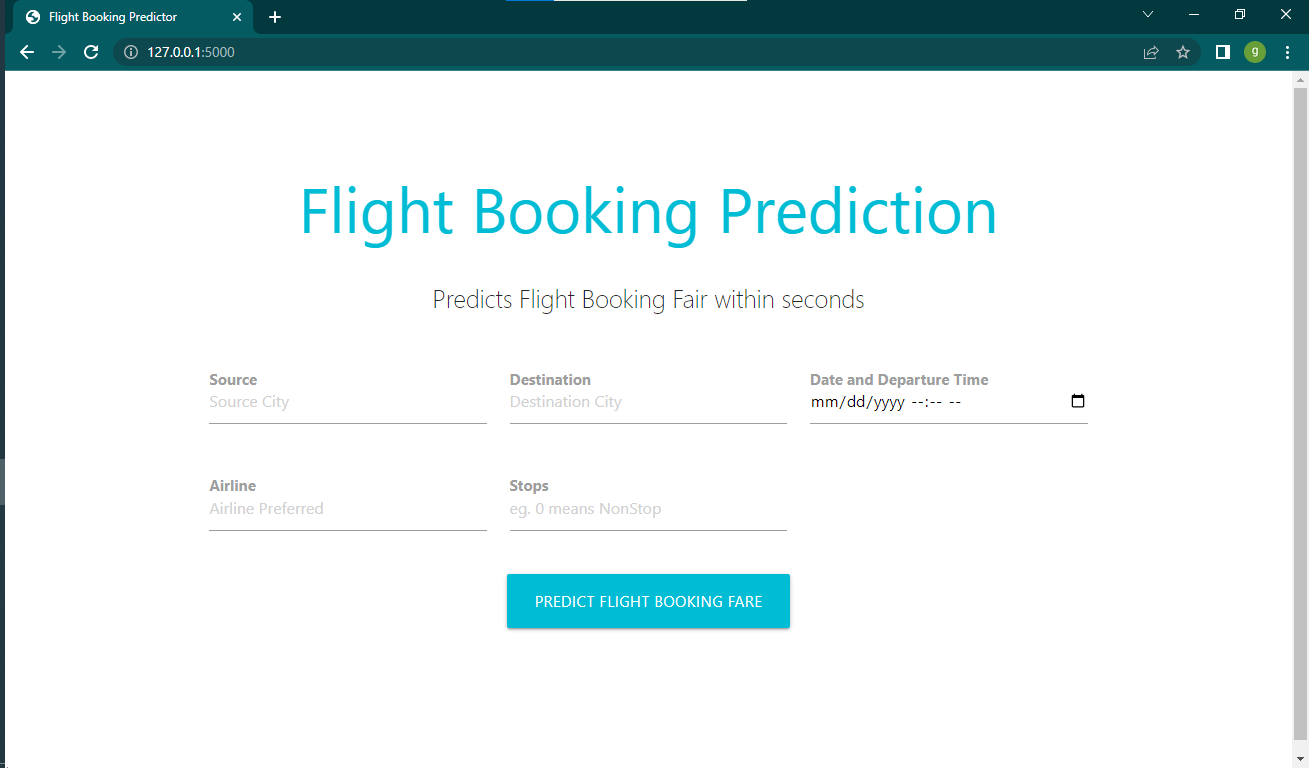 Flight Booking Predictor
127.0.0.1:5000
g
Flight Booking Prediction
Predicts Flight Booking Fair within seconds
Source
Source City
Destination
Destination City
Date and Departure Time
mm/dd/yyyy --:-- --
Airline
Airline Preferred
Stops
eg. 0 means NonStop
PREDICT FLIGHT BOOKING FARE